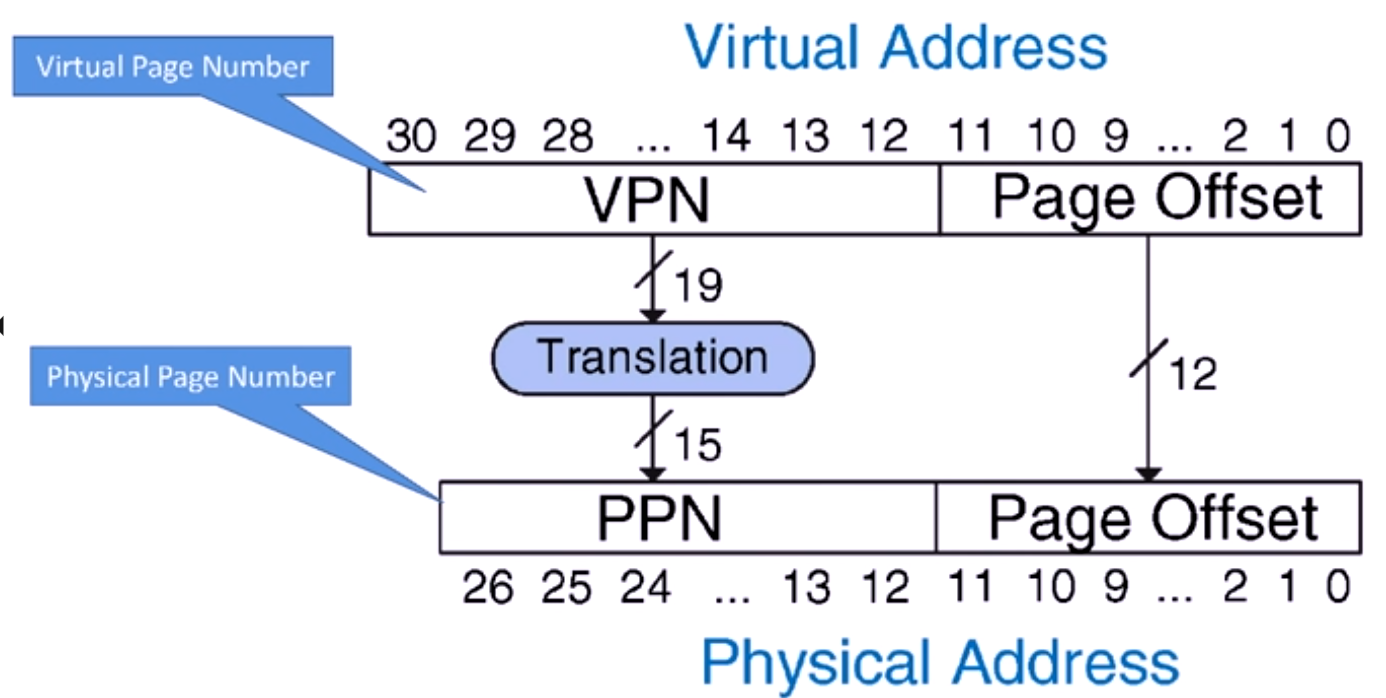 Virtual Address
Virtual Page Number
30 29 28 ... 14 13 12 11 10 9 ... 2 1 0
VPN Page Offset
19
Translation
12
Physical Page Number
15
PPN Page Offset
26 25 24 ... 13 12 11 10 9 ... 2 1 0
Physical Address